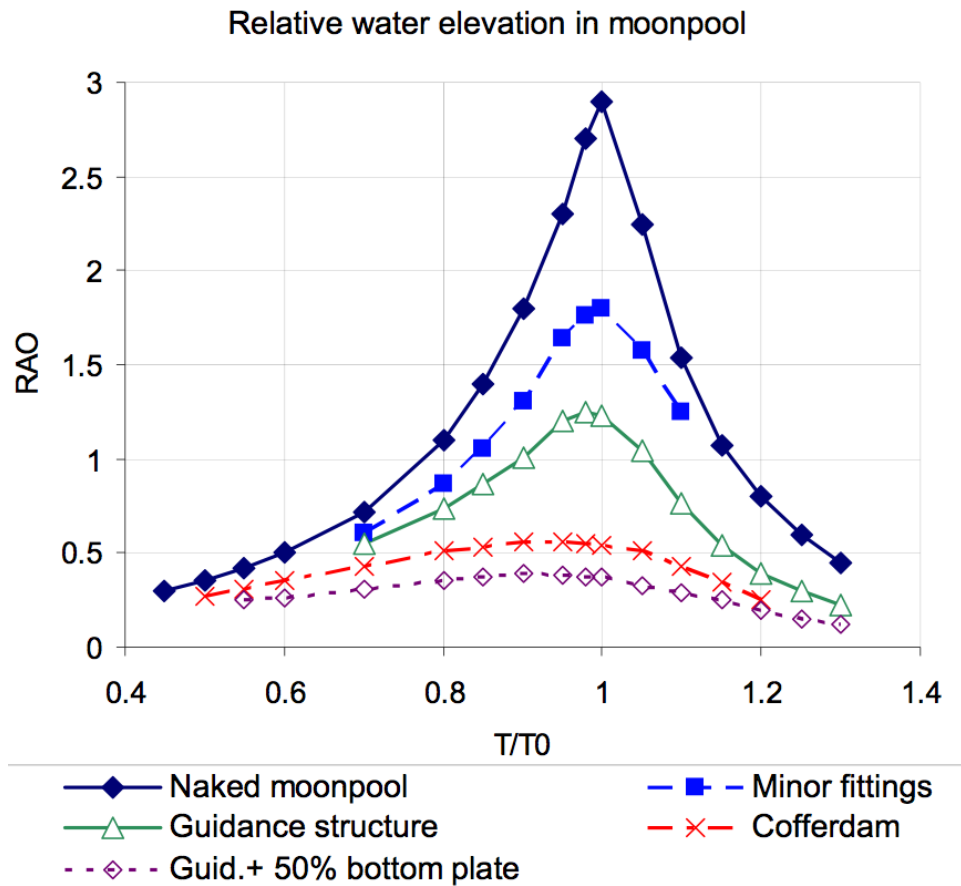 Relative water elevation in moonpool
3
2.5
2
1.5
1
0.5
0
RAO
0.4 0.6 0.8 1 1.2 1.4
T/T0
Naked moonpool Minor fittings
Guidance structure Cofferdam
Guid.+ 50% bottom plate